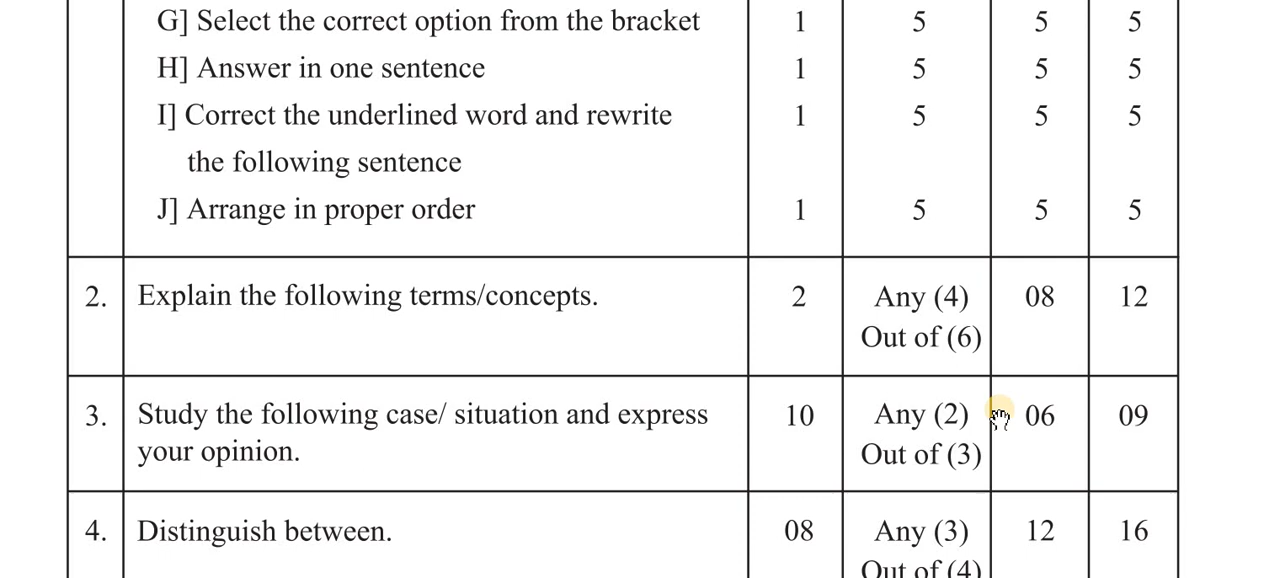 G] Select the correct option from the bracket 1 5 5 5
H] Answer in one sentence 1 5 5 5
I] Correct the underlined word and rewrite 1 5 5 5
the following sentence
J] Arrange in proper order 1 5 5 5
2. Explain the following terms/concepts. 2 Any (4) 08 12
Out of (6)
3. Study the following case/ situation and express 10 Any (2) 06 09
your opinion. Out of (3)
4. Distinguish between. 08 Any (3) 12 16
Out of (4)